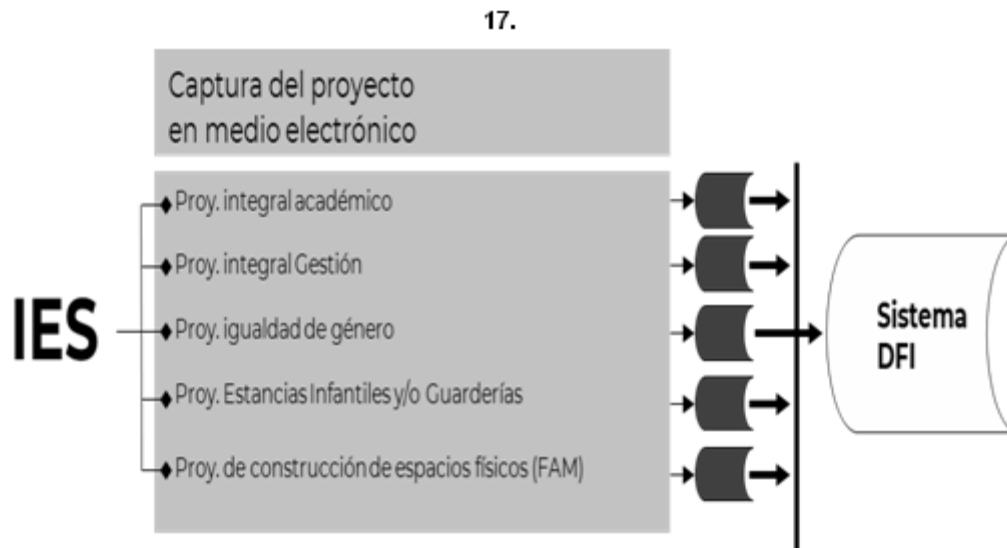 17.
Captura del proyecto
en medio electrónico
Proy. integral académico
Proy. integral Gestión
IES
Proy. igualdad de género
Proy. Estancias Infantiles y/o Guarderías
Proy. de construcción de espacios físicos (FAM)
Sistema
DFI